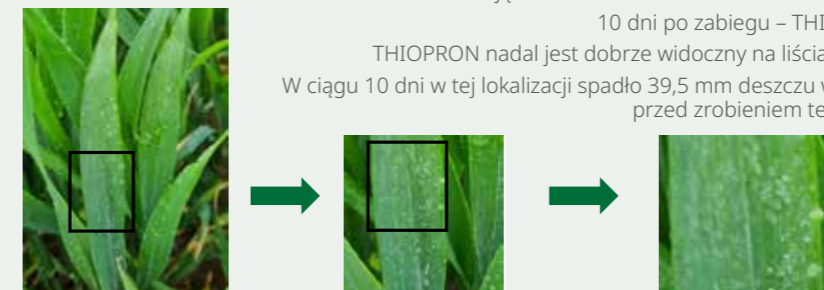 10 dni po zabiegu – THI
THIOPRON nadal jest dobrze widoczny na liścia
W ciągu 10 dni w tej lokalizacji spadło 39,5 mm deszczu w
przed zrobieniem te